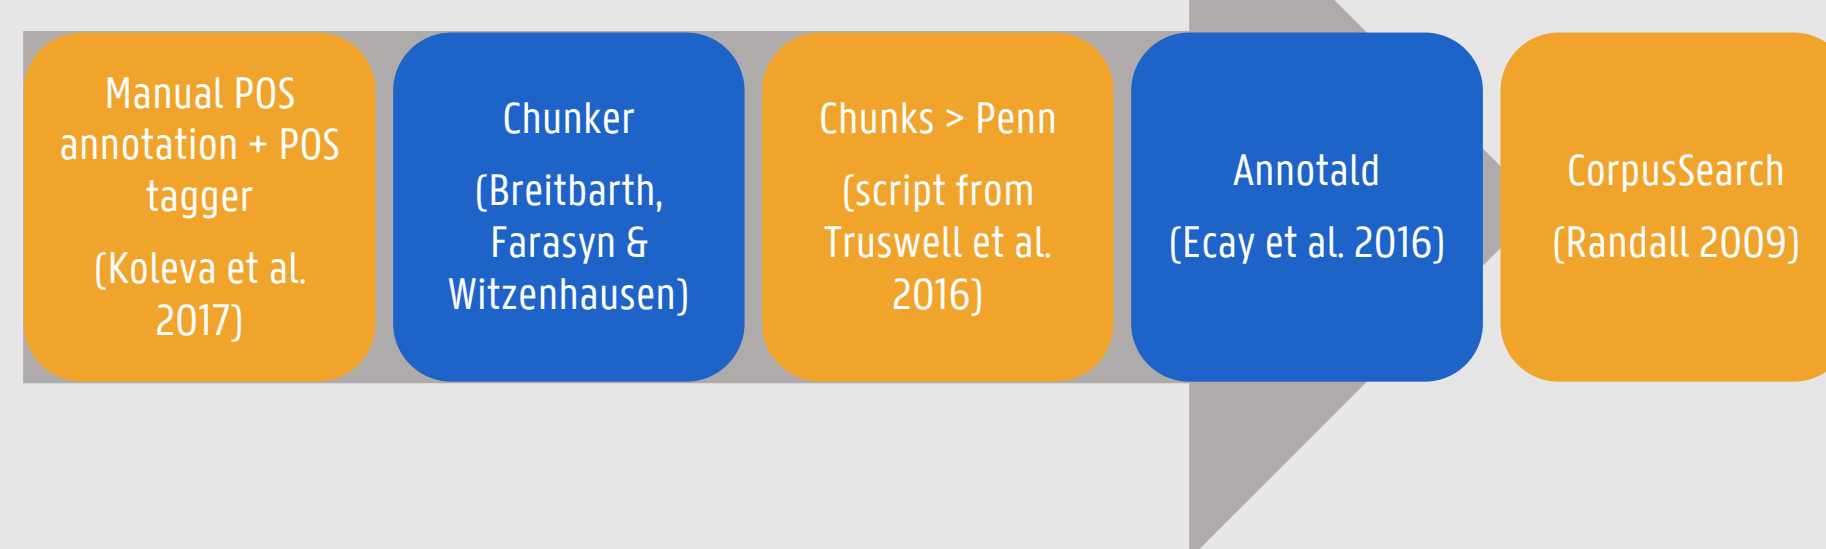 Manual POS
annotation + POS
tagger
(Koleva et al.
2017)
Chunker
(Breitbarth,
Farasyn &
Witzenhausen)
Chunks > Penn
(script from
Truswell et al.
2016)
Annotald
(Ecay et al. 2016)
CorpusSearch
(Randall 2009)